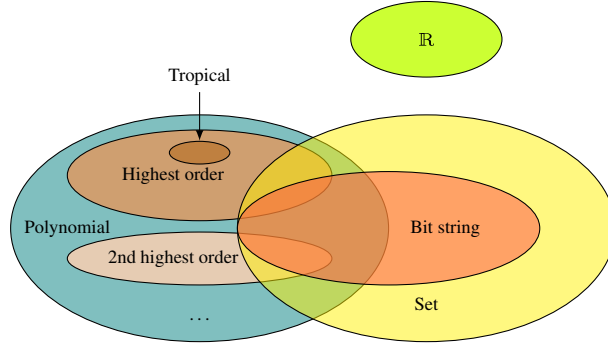 ℝ
Tropical
Highest order
Polynomial
Bit string
2nd highest order
Set
...